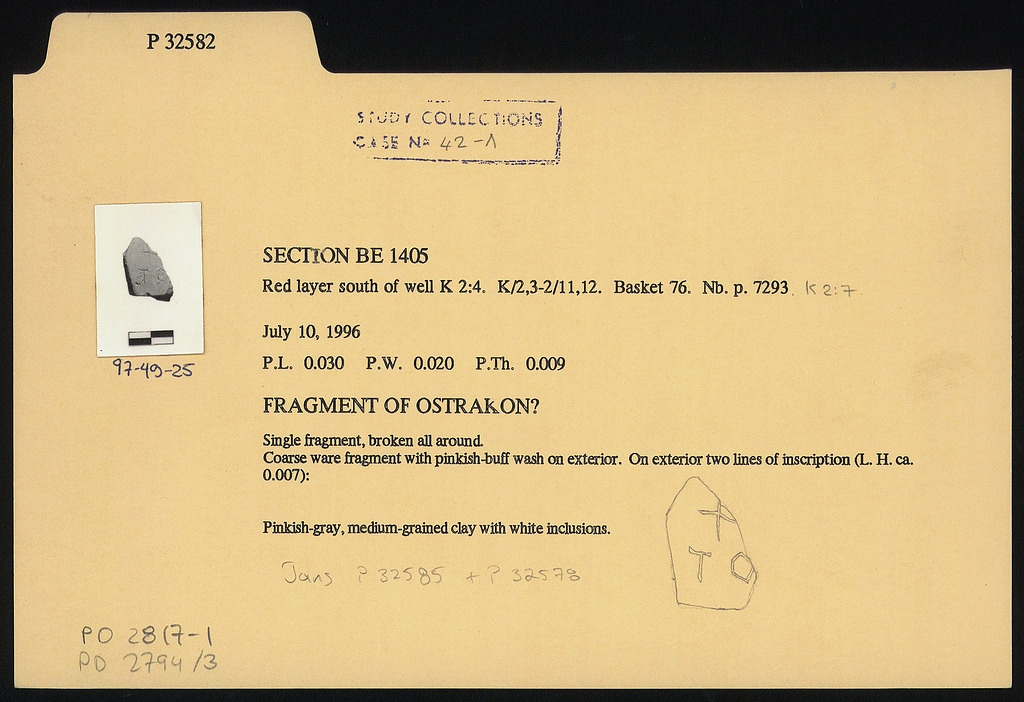 P 32582
STUDY COLLECTIONS
CASE No 42-Λ
SECTION BE 1405
Red layer south of well K 2:4. K/2,3-2/11,12. Basket 76. Nb. p. 7293. K 2:7
July 10, 1996
97-49-25
P.L. 0.030 P.W. 0.020 P.Th. 0.009
FRAGMENT OF OSTRAKON?
Single fragment, broken all around.
Coarse ware fragment with pinkish-buff wash on exterior. On exterior two lines of inscription (L. H. ca.
0.007):
Pinkish-gray, medium-grained clay with white inclusions.
T O
Joins P 32585 + P 32578
PD 2817-1
PD 2794/3